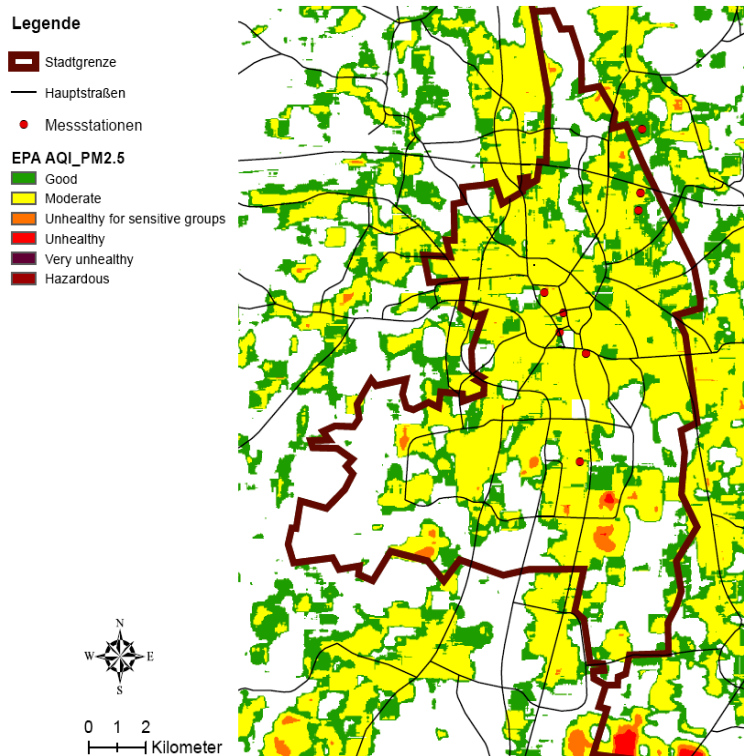 Legende
Stadtgrenze
Hauptstraßen
Messstationen
EPA AQI_PM2.5
Good
Moderate
Unhealthy for sensitive groups
Unhealthy
Very unhealthy
Hazardous
N
W E
S
0 1 2
Kilometer